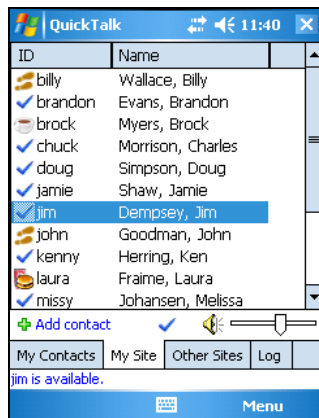 QuickTalk 11:40
ID Name
billy Wallace, Billy
brandon Evans, Brandon
brock Myers, Brock
chuck Morrison, Charles
doug Simpson, Doug
jamie Shaw, Jamie
jim Dempsey, Jim
john Goodman, John
kenny Herring, Ken
laura Fraime, Laura
missy Johansen, Melissa
Add contact
My Contacts My Site Other Sites Log
jim is available.
Menu